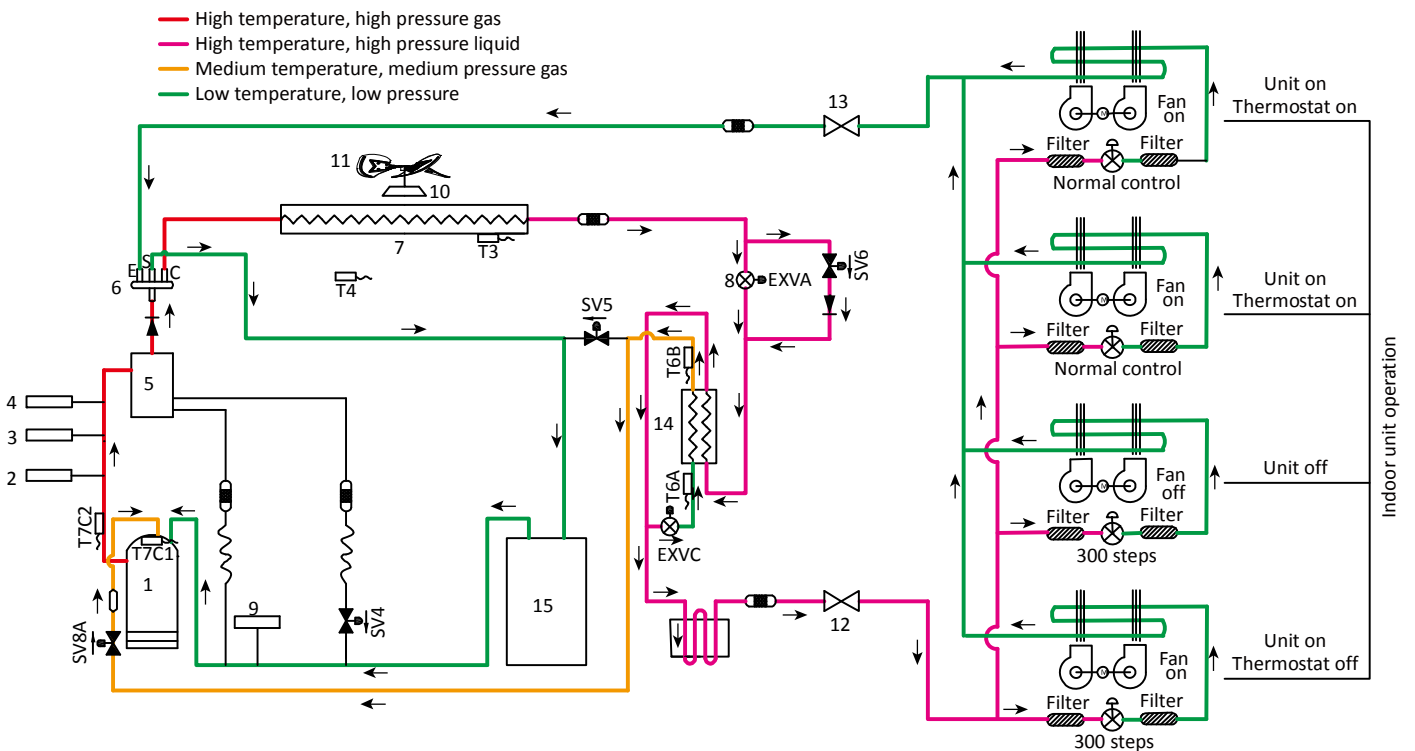 High temperature, high pressure gas
High temperature, high pressure liquid
Medium temperature, medium pressure gas
Low temperature, low pressure
13
11
10
7
T3
T4
E
S
C
6
8
EXVA
SV6
SV5
T6B
14
T6A
EXVC
5
4
3
2
T7C2
T7C1
1
9
SV4
SV8A
15
12
M
Fan
on
Filter
Filter
Normal control
Unit on
Thermostat on
M
Fan
on
Filter
Filter
Normal control
Unit on
Thermostat on
M
Fan
off
Filter
Filter
300 steps
Unit off
M
Fan
on
Filter
Filter
300 steps
Unit on
Thermostat off
Indoor unit operation